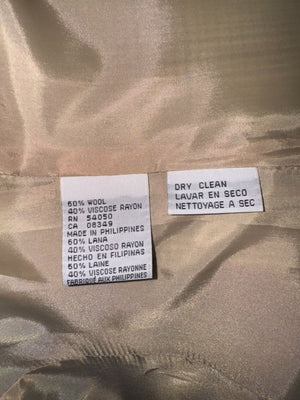 60% WOOL
40% VISCOSE RAYON
RN 54050
CA 08349
MADE IN PHILIPPINES
60% LANA
40% VISCOSO RAYON
HECHO EN FILIPINAS
60% LAINE
40% VISCOSE RAYONNE
FABRIQUÉ AUX PHILIPPINES
DRY CLEAN
LAVAR EN SECO
NETTOYAGE A SEC